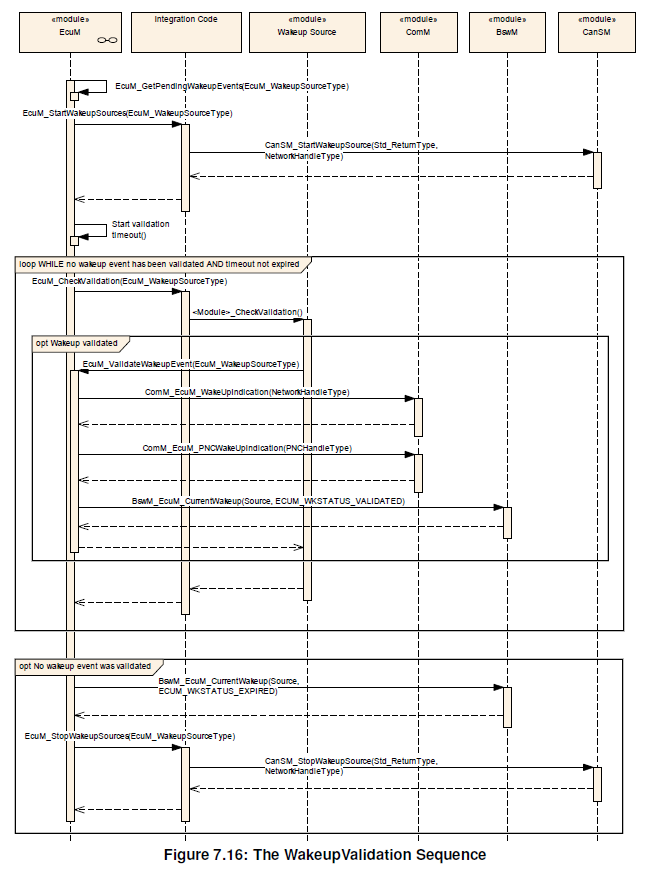 «module»
EcuM
Integration Code
«module»
Wakeup Source
«module»
ComM
«module»
BswM
«module»
CanSM
EcuM_GetPendingWakeupEvents(EcuM_WakeupSourceType)
EcuM_StartWakeupSources(EcuM_WakeupSourceType)
CanSM_StartWakeupSource(Std_ReturnType,
NetworkHandleType)
Start validation
timeout()
loop WHILE no wakeup event has been validated AND timeout not expired
EcuM_CheckValidation(EcuM_WakeupSourceType)
<Module>_CheckValidation()
opt Wakeup validated
EcuM_ValidateWakeupEvent(EcuM_WakeupSourceType)
ComM_EcuM_WakeUpIndication(NetworkHandleType)
ComM_EcuM_PNCWakeUpIndication(PNCHandleType)
BswM_EcuM_CurrentWakeup(Source, ECUM_WKSTATUS_VALIDATED)
opt No wakeup event was validated
BswM_EcuM_CurrentWakeup(Source,
ECUM_WKSTATUS_EXPIRED)
EcuM_StopWakeupSources(EcuM_WakeupSourceType)
CanSM_StopWakeupSource(Std_ReturnType,
NetworkHandleType)
Figure 7.16: The WakeupValidation Sequence